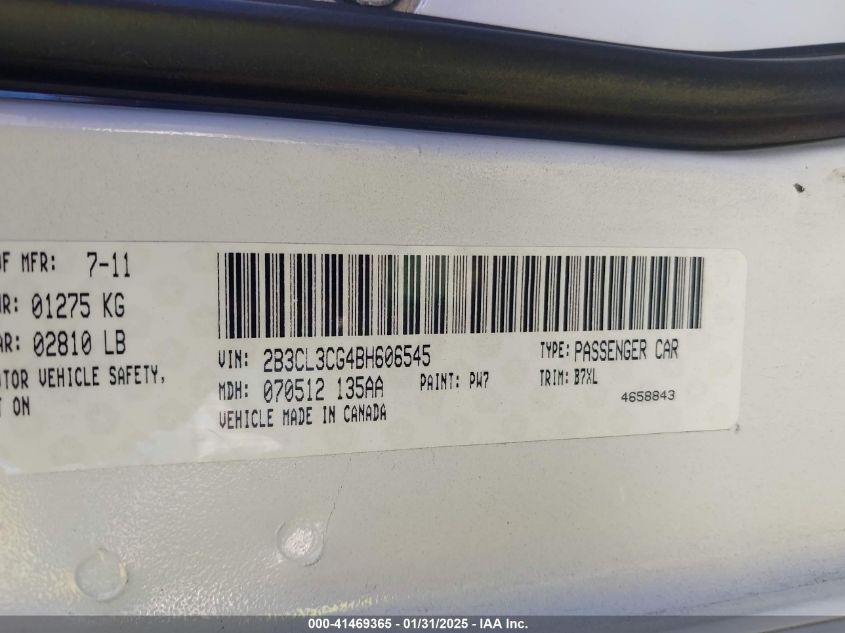 OF MFR: 7-11
R: 01275 KG
AR: 02810 LB
TOR VEHICLE SAFETY,
T ON
VIN: 2B3CL3CG4BH606545
TYPE: PASSENGER CAR
MDH: 070512 135AA
PAINT: PW7
TRIM: B7XL
VEHICLE MADE IN CANADA
4658843
000-41469365 - 01/31/2025 - IAA Inc.